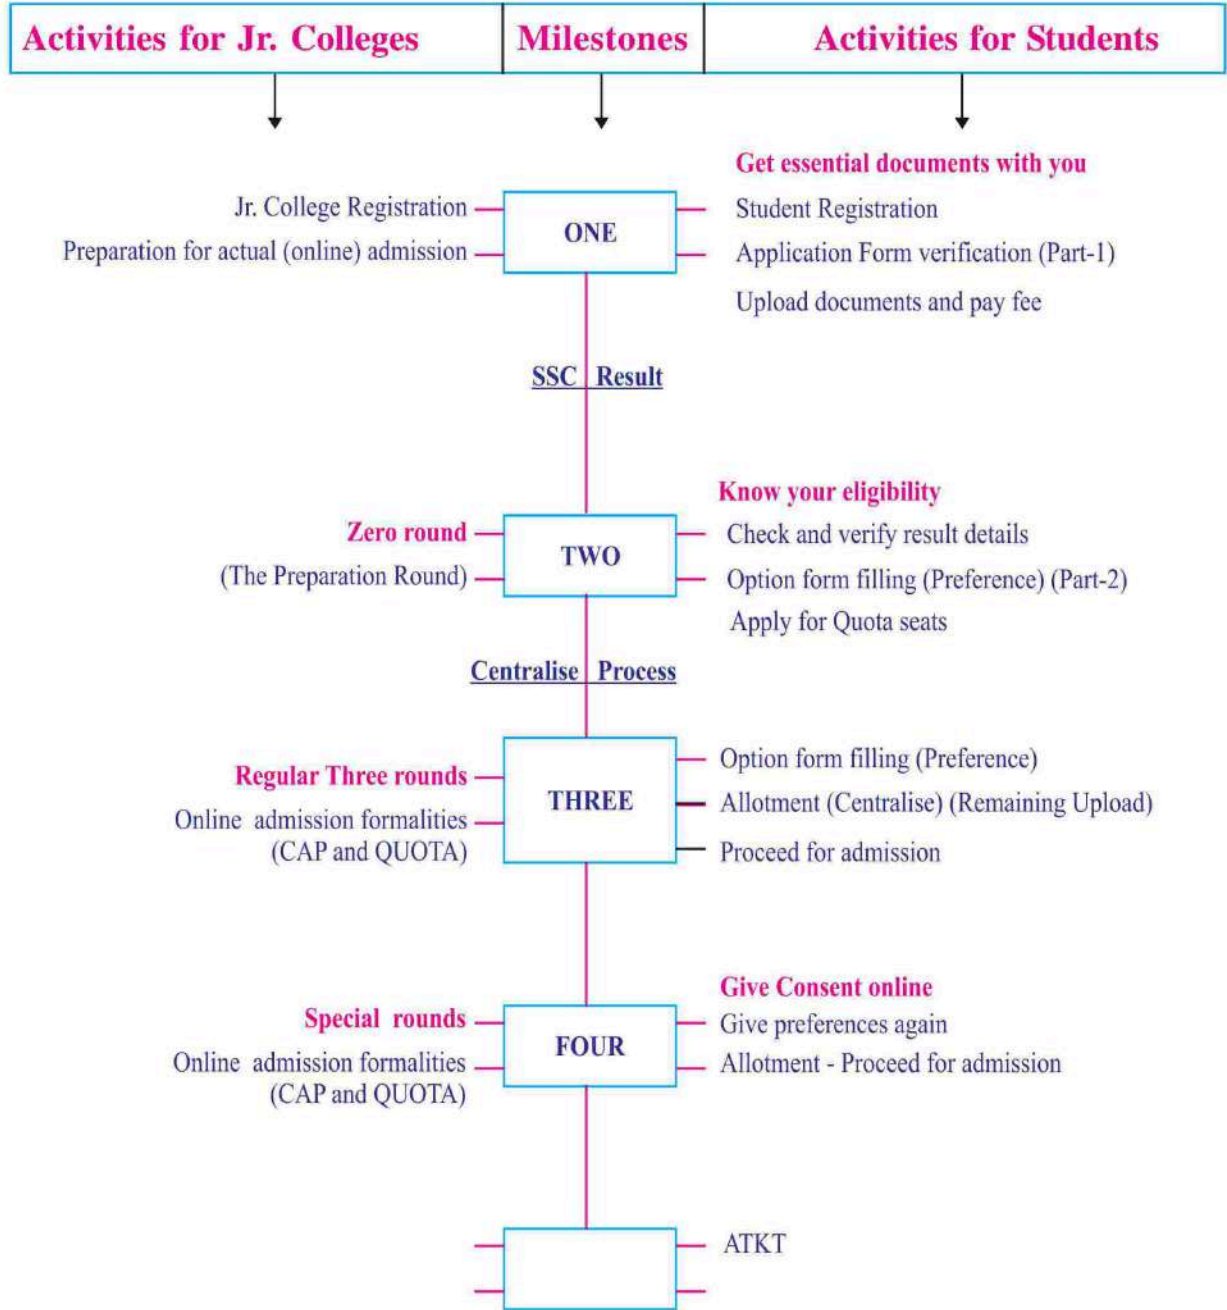 Activities for Jr. Colleges
Milestones
Activities for Students
Get essential documents with you
Jr. College Registration
ONE
Student Registration
Preparation for actual (online) admission
Application Form verification (Part-1)
Upload documents and pay fee
SSC Result
Know your eligibility
Zero round
TWO
Check and verify result details
(The Preparation Round)
Option form filling (Preference) (Part-2)
Apply for Quota seats
Centralise Process
Regular Three rounds
THREE
Option form filling (Preference)
Online admission formalities
(CAP and QUOTA)
Allotment (Centralise) (Remaining Upload)
Proceed for admission
Give Consent online
Special rounds
FOUR
Give preferences again
Online admission formalities
(CAP and QUOTA)
Allotment - Proceed for admission
ATKT